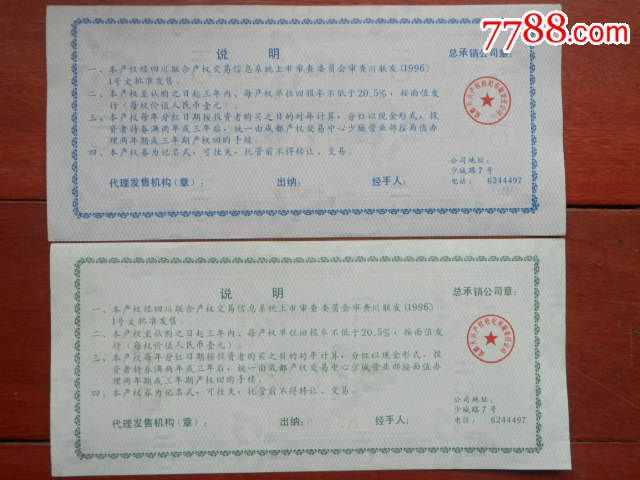 7788.com
中国收藏热线
说 明
总承销公司章:
一、本产权经四川联合产权交易信息系统上市审查委员会审查川联发(1996)
1号文批准发售。
二、本产权至认购之日起三年内,每产权单位回报率不低于20.5%,按面值发
行(每权价值人民币壹元)。
三、本产权每年分红日期按投资者购买之日的对年计算,分红以现金形式,投
资者持券满两年或三年后,统一由成都产权交易中心少城营业部按面值办
理两年期或三年期产权回购手续。
四、本产权券为记名式,可挂失,托管前不得转让、交易。
公司地址:
少城路7号
电话: 6244497
代理发售机构(章): 出纳: 经手人:
说 明
总承销公司章:
一、本产权经四川联合产权交易信息系统上市审查委员会审查川联发(1996)
1号文批准发售。
二、本产权至认购之日起三年内,每产权单位回报率不低于20.5%,按面值发
行(每权价值人民币壹元)。
三、本产权每年分红日期按投资者购买之日的对年计算,分红以现金形式,投
资者持券满两年或三年后,统一由成都产权交易中心少城营业部按面值办
理两年期或三年期产权回购手续。
四、本产权券为记名式,可挂失,托管前不得转让、交易。
公司地址:
少城路7号
电话: 6244497
代理发售机构(章): 出纳: 经手人: